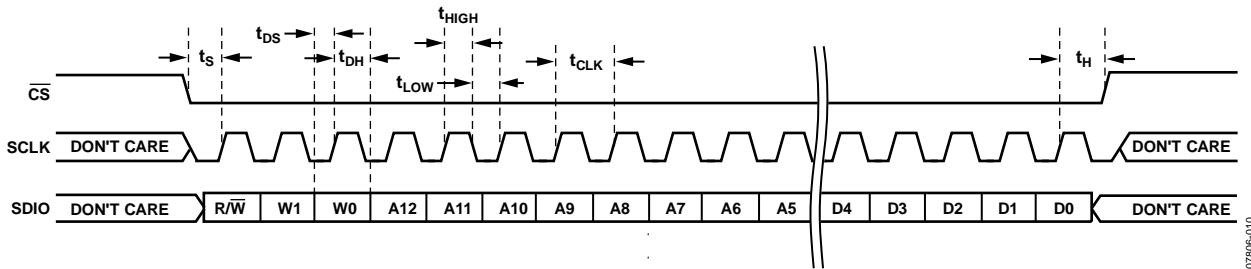 tHIGH
tDS
tS
tDH
tCLK
tH
tLOW
CS
SCLK DON'T CARE DON'T CARE
SDIO DON'T CARE R/W W1 W0 A12 A11 A10 A9 A8 A7 A6 A5 D4 D3 D2 D1 D0 DON'T CARE
07806-010